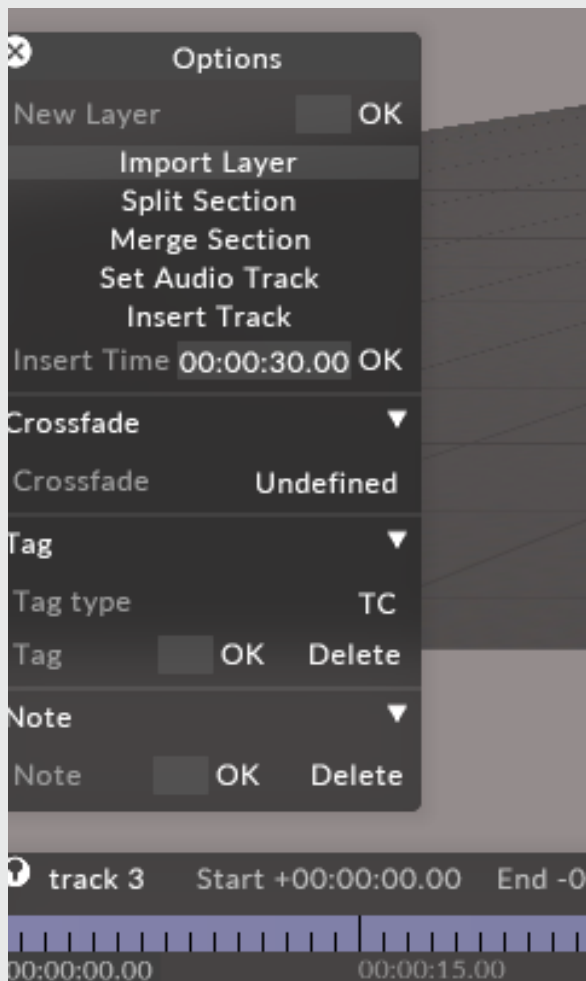 Options
New Layer OK
Import Layer
Split Section
Merge Section
Set Audio Track
Insert Track
Insert Time 00:00:30.00 OK
Crossfade
Crossfade Undefined
Tag
Tag type TC
Tag OK Delete
Note
Note OK Delete
track 3 Start +00:00:00.00 End -0
00:00:00.00 00:00:15.00